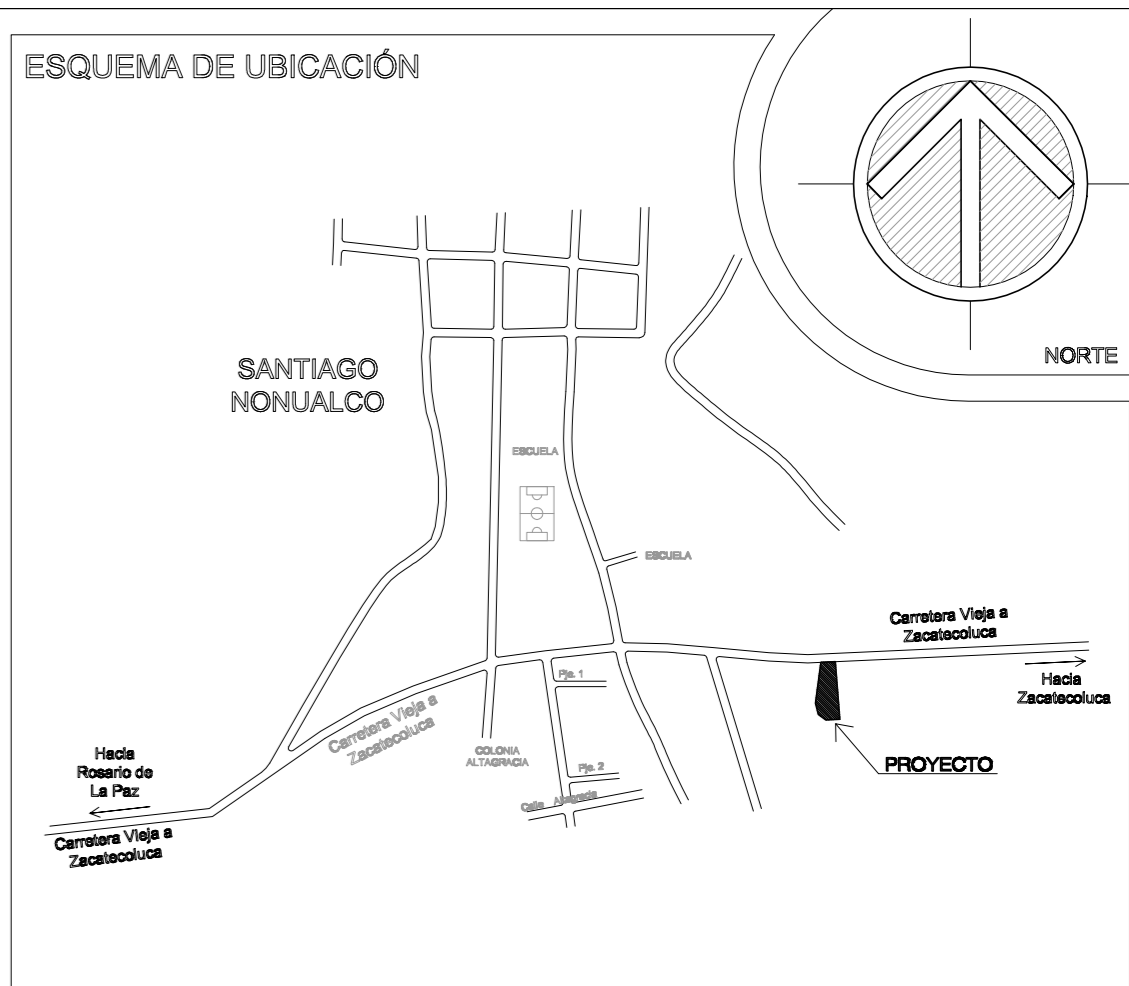 ESQUEMA DE UBICACIÓN
NORTE
SANTIAGO
NONUALCO
ESCUELA
ESCUELA
Carretera Vieja a
Zacatecoluca
Hacia
Zacatecoluca
Pje. 1
Carretera Vieja a
Zacatecoluca
COLONIA
ALTAGRACIA
Pje. 2
Calle Altagracia
PROYECTO
Hacia
Rosario de
La Paz
Carretera Vieja a
Zacatecoluca